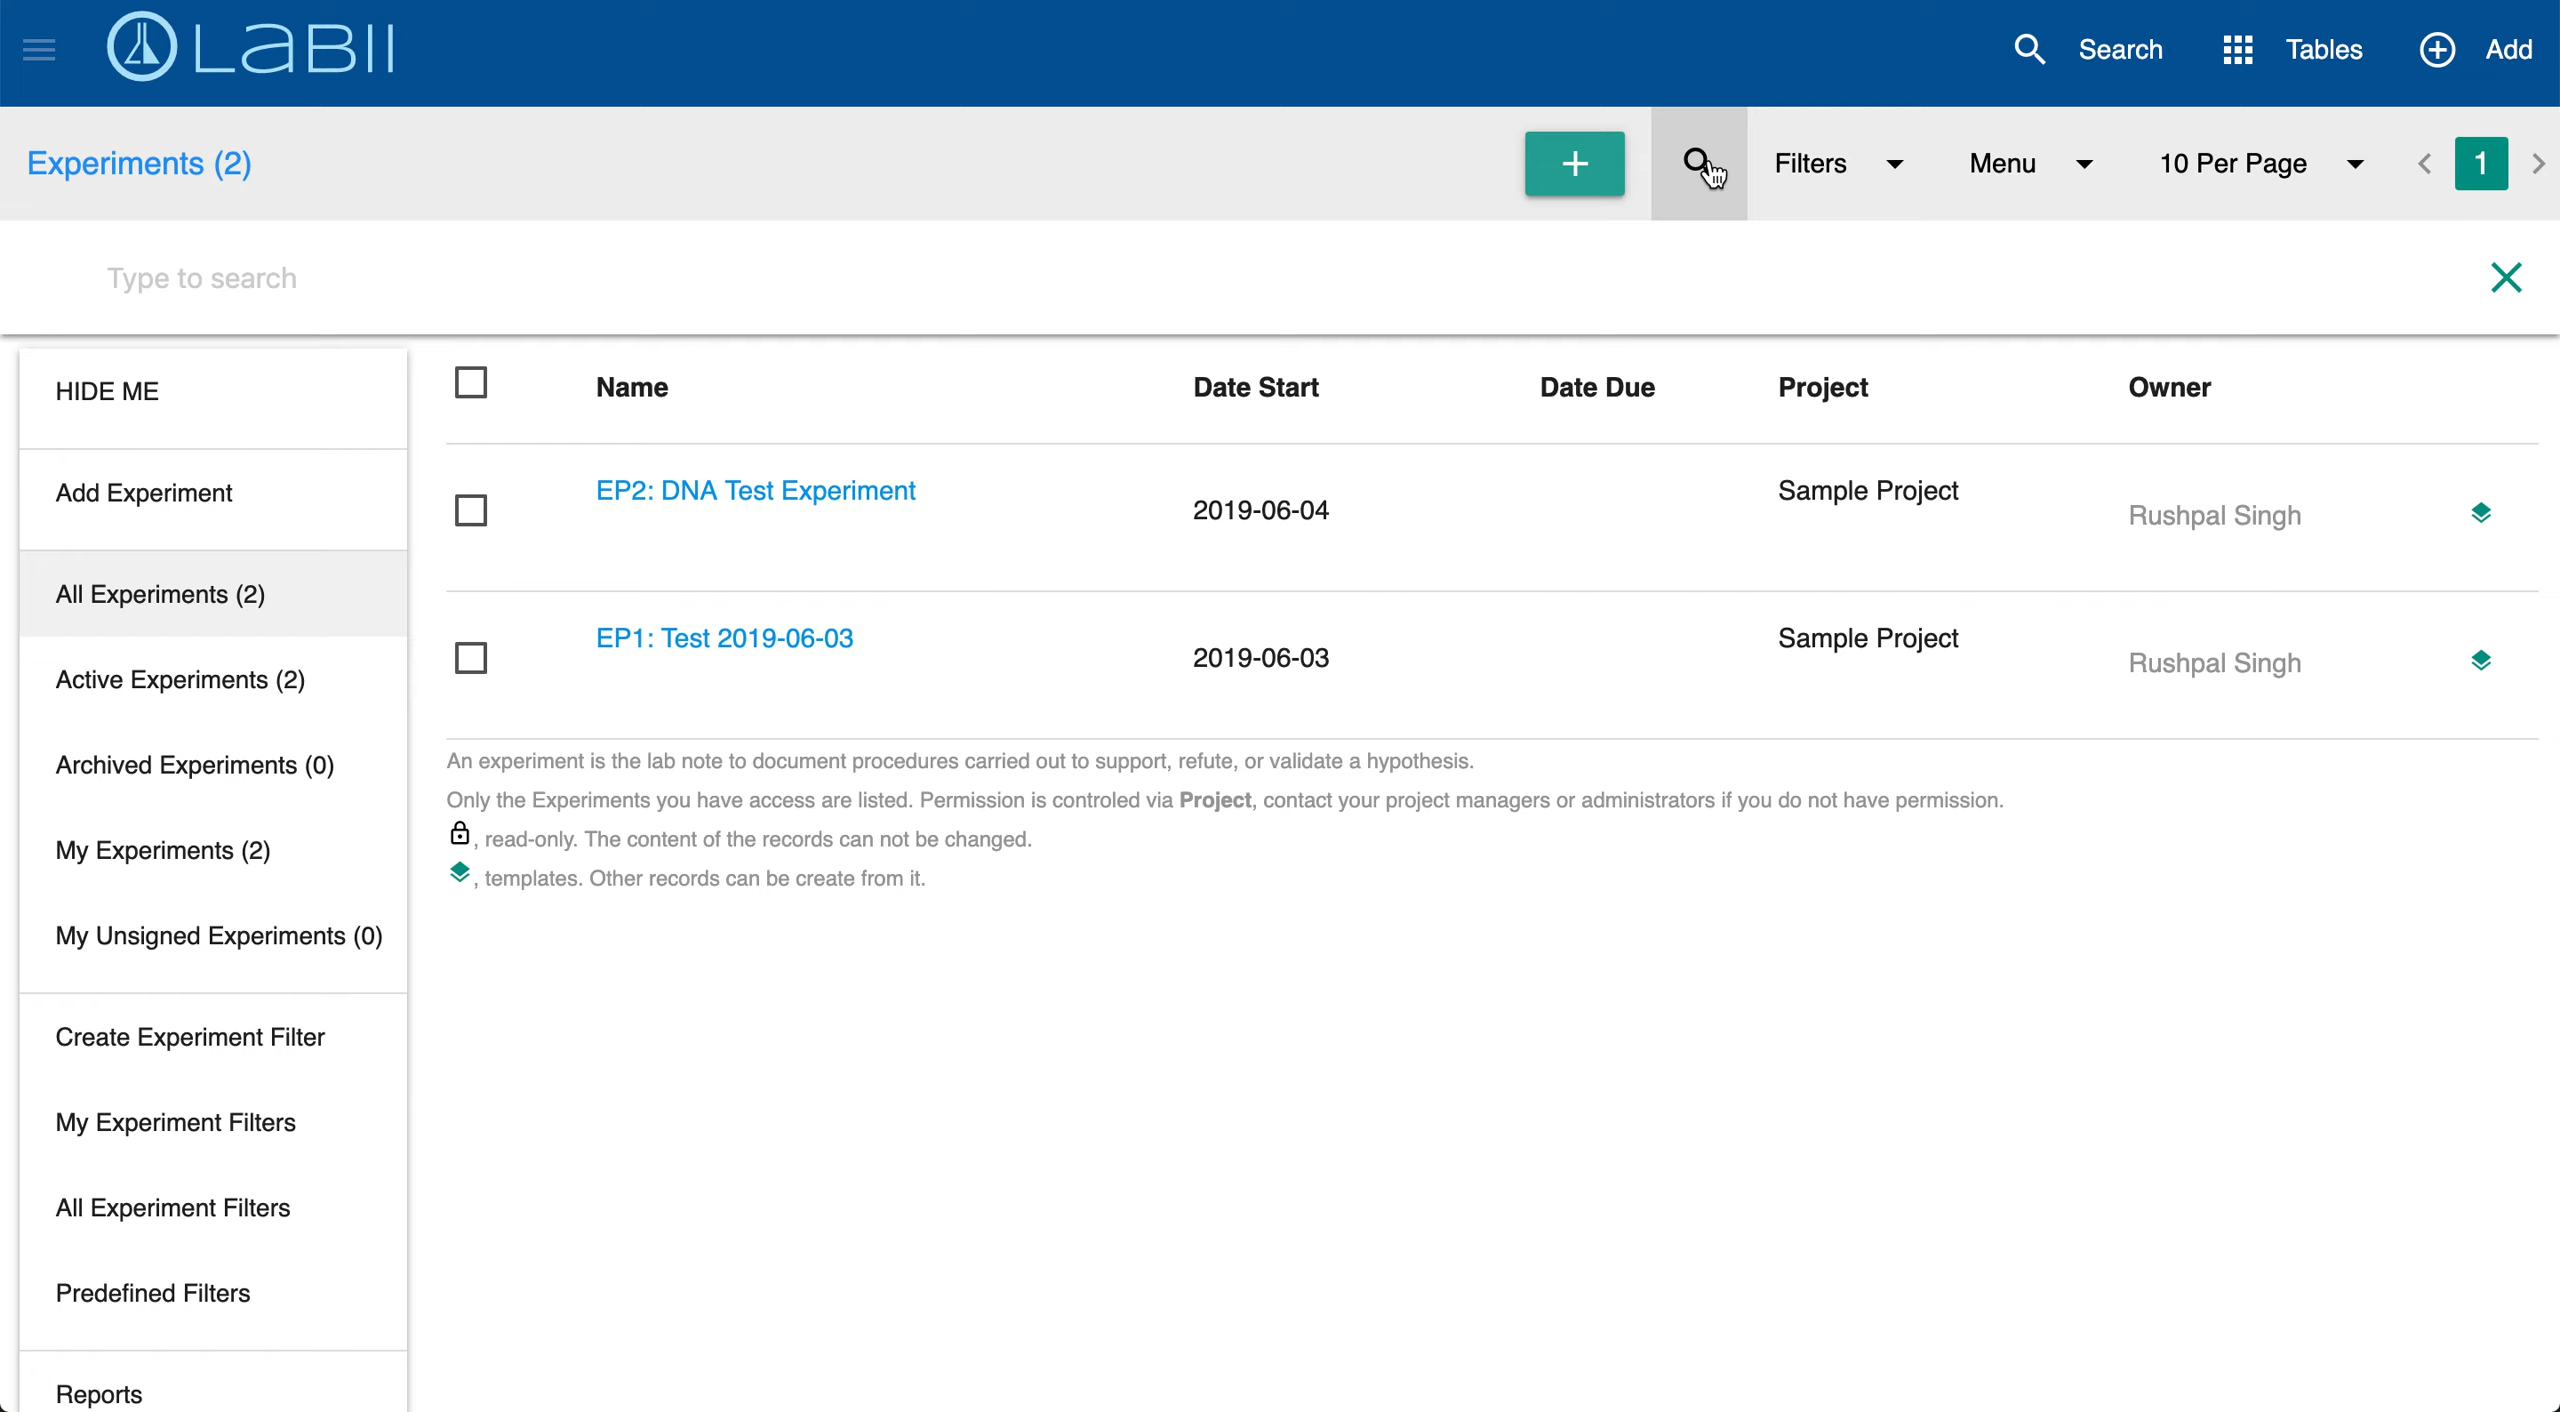 LABII
Search
Tables
Add
Experiments (2)
+
Filters
Menu
10 Per Page
1
Type to search
HIDE ME
Add Experiment
All Experiments (2)
Active Experiments (2)
Archived Experiments (0)
My Experiments (2)
My Unsigned Experiments (0)
Create Experiment Filter
My Experiment Filters
All Experiment Filters
Predefined Filters
Reports
Name Date Start Date Due Project Owner
EP2: DNA Test Experiment 2019-06-04 Sample Project Rushpal Singh
EP1: Test 2019-06-03 2019-06-03 Sample Project Rushpal Singh
An experiment is the lab note to document procedures carried out to support, refute, or validate a hypothesis.
Only the Experiments you have access are listed. Permission is controled via Project, contact your project managers or administrators if you do not have permission.
, read-only. The content of the records can not be changed.
, templates. Other records can be create from it.